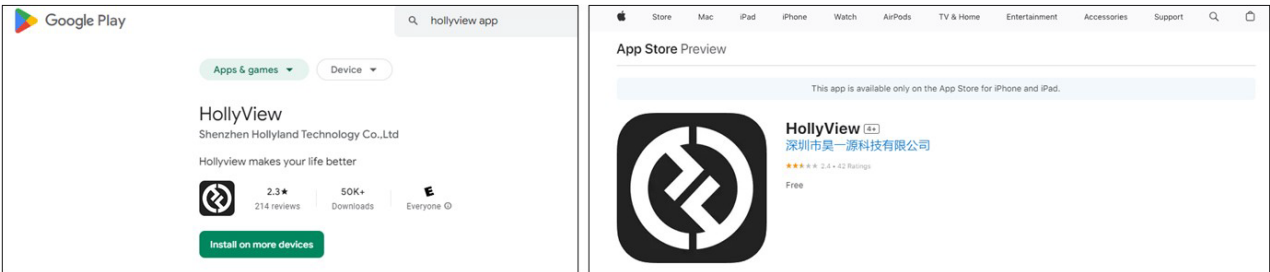 Google Play
hollyview app
Apps & games
Device
HollyView
Shenzhen Hollyland Technology Co.,Ltd
Hollyview makes your life better
2.3★ 50K+ E
214 reviews Downloads Everyone
Install on more devices
Store Mac iPad iPhone Watch AirPods TV & Home Entertainment Accessories Support
App Store Preview
This app is available only on the App Store for iPhone and iPad.
HollyView 4+
深圳市昊一源科技有限公司
2.4 • 42 Ratings
Free